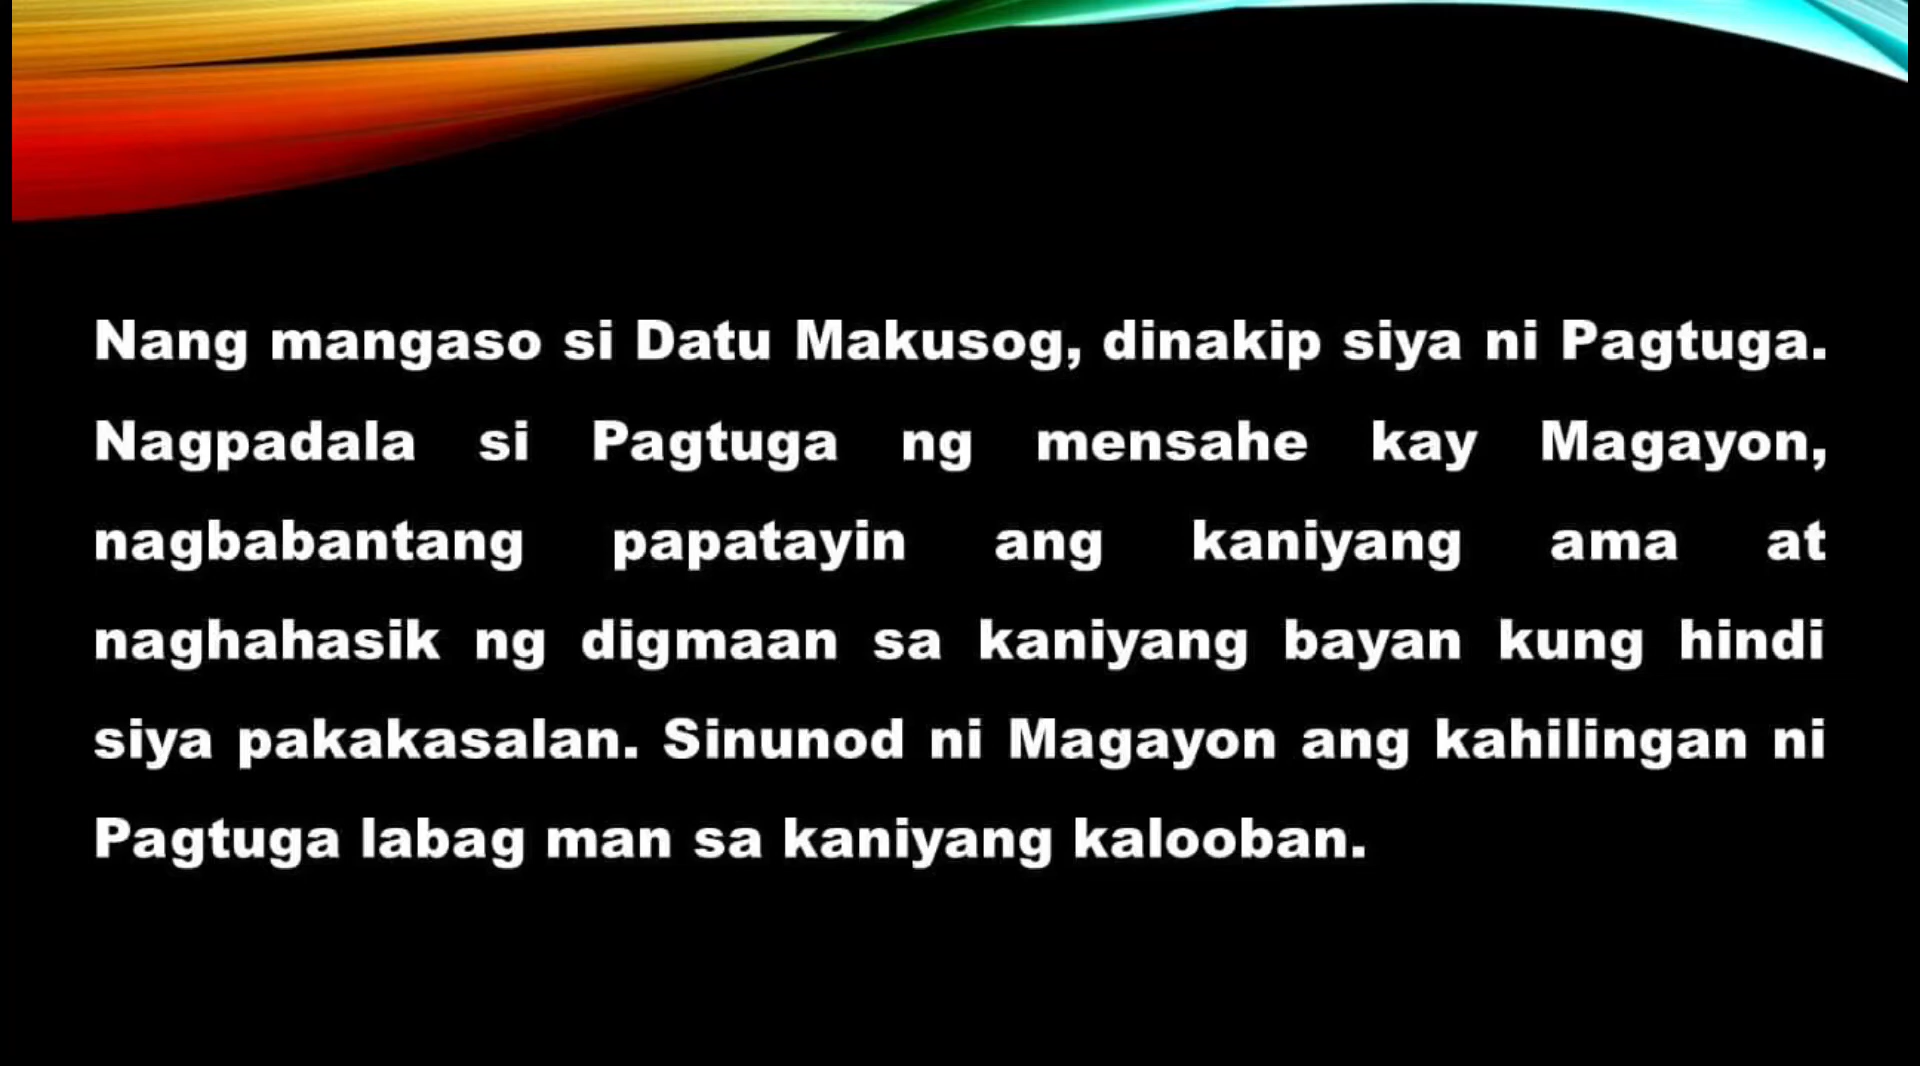 Nang mangaso si Datu Makusog, dinakip siya ni Pagtuga.
Nagpadala si Pagtuga ng mensahe kay Magayon,
nagbabantang papatayin ang kaniyang ama at
naghahasik ng digmaan sa kaniyang bayan kung hindi
siya pakakasalan. Sinunod ni Magayon ang kahilingan ni
Pagtuga labag man sa kaniyang kalooban.